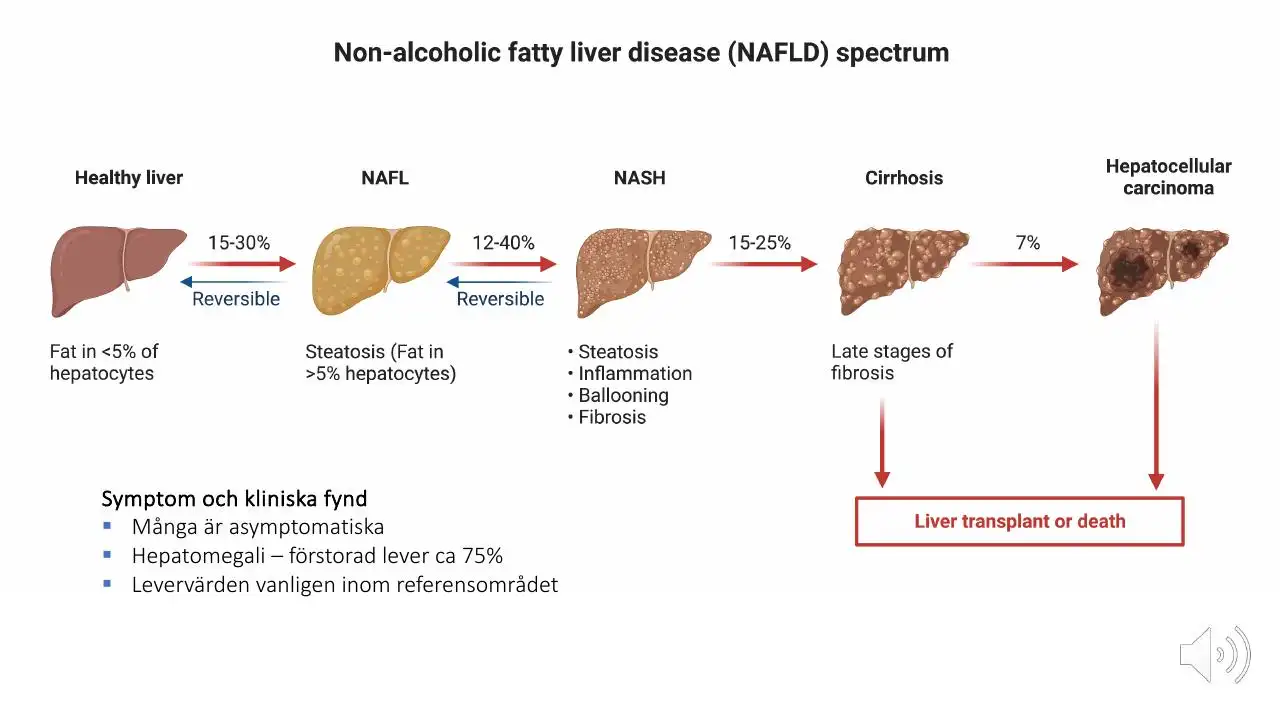 Non-alcoholic fatty liver disease (NAFLD) spectrum
Healthy liver
NAFL
NASH
Cirrhosis
Hepatocellular
carcinoma
15-30%
12-40%
15-25%
7%
Reversible
Reversible
Fat in <5% of
hepatocytes
Steatosis (Fat in
>5% hepatocytes)
• Steatosis
• Inflammation
• Ballooning
• Fibrosis
Late stages of
fibrosis
Liver transplant or death
Symptom och kliniska fynd
▪ Många är asymptomatiska
▪ Hepatomegali – förstorad lever ca 75%
▪ Levervärden vanligen inom referensområdet